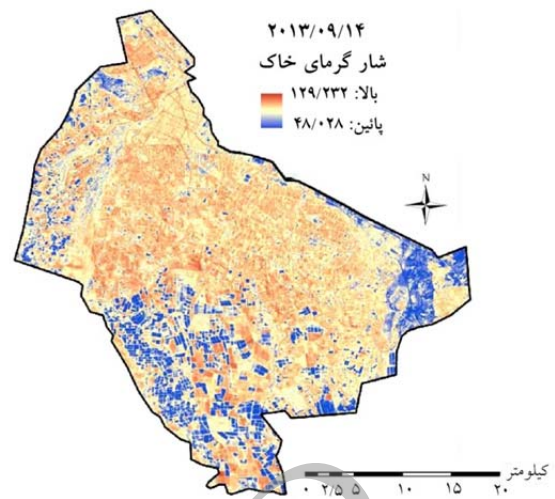 ۲۰۱۳/۰۹/۱۴
شار گرمای خاک
بالا: ۱۲۹/۲۳۲
پائین: ۴۸/۰۲۸
N
کیلومتر
۰ ۲/۵ ۵ ۱۰ ۱۵ ۲۰